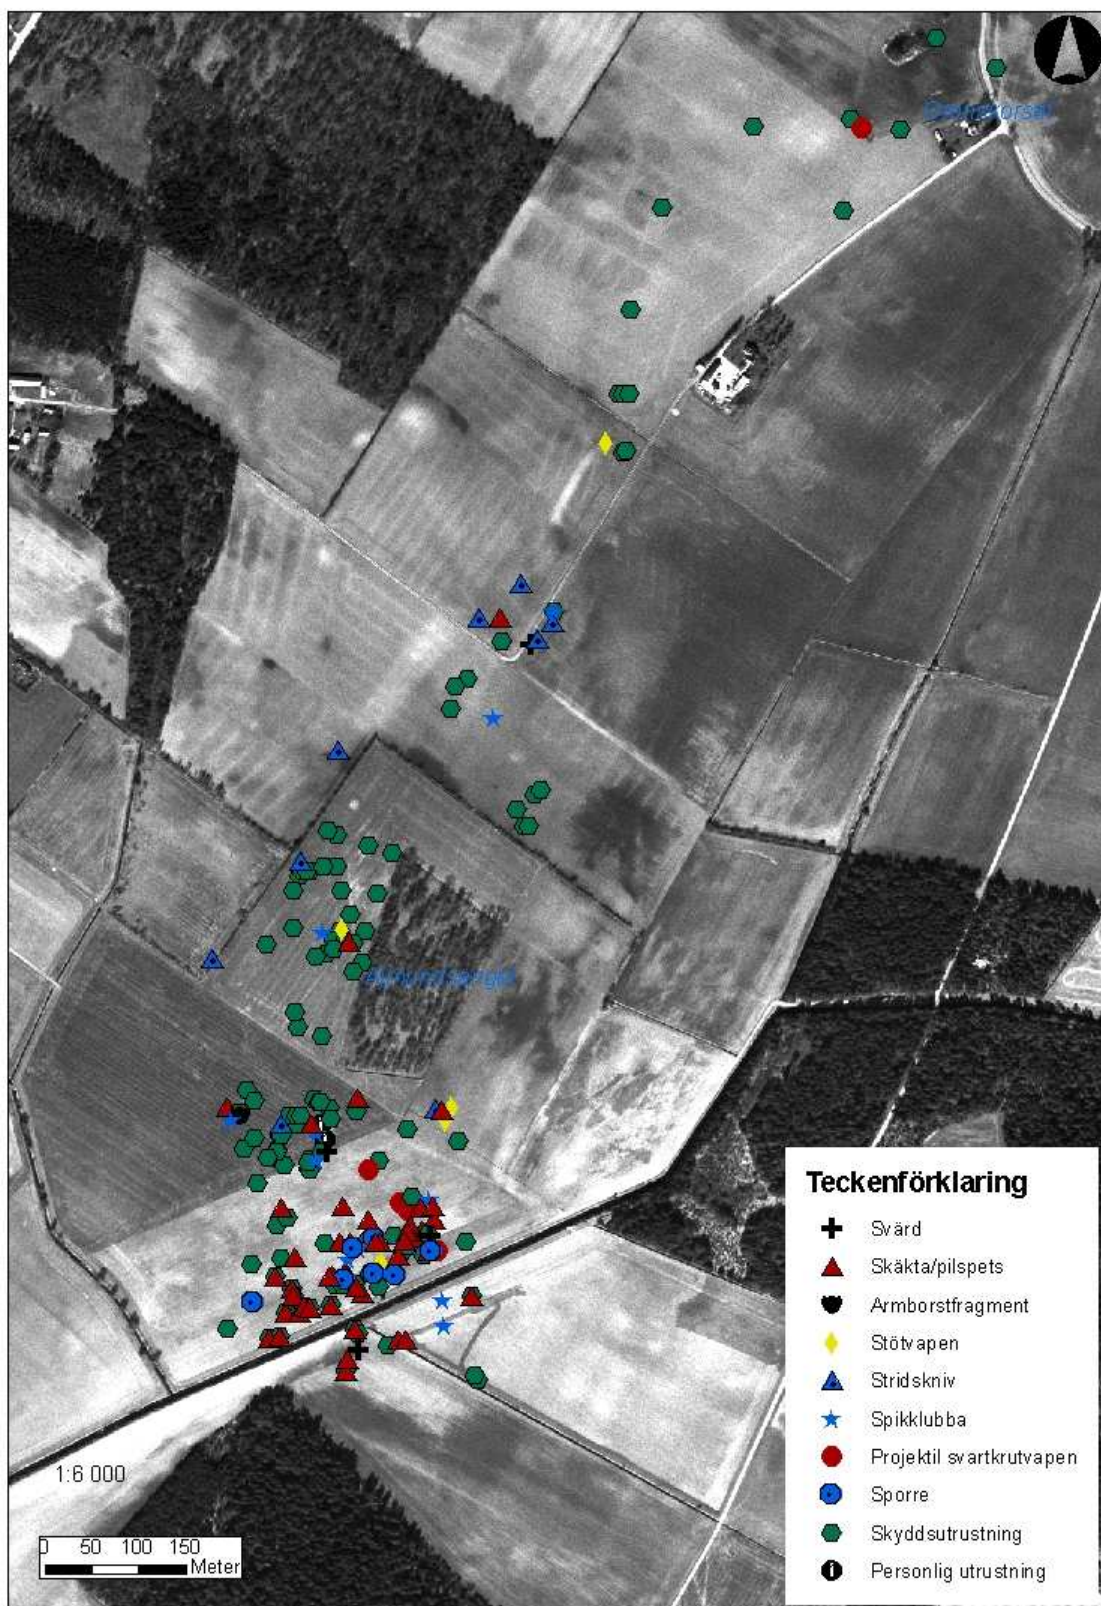 Teckenförklaring
Svärd
Skäkta/pilspets
Armborstfragment
Stötvapen
Stridskniv
Spikklubba
Projektil svartkrutvapen
Sporre
Skyddsutrustning
Personlig utrustning
1:6 000
0 50 100 150
Meter